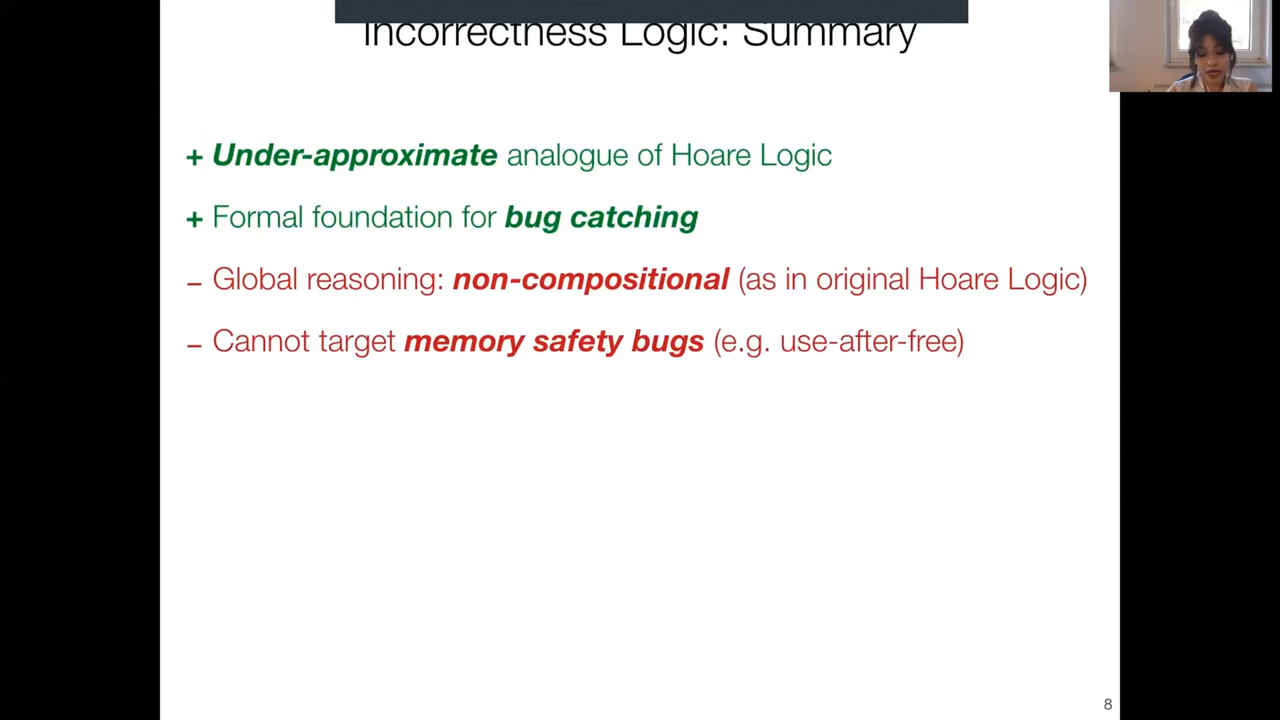 Incorrectness Logic: Summary
+ Under-approximate analogue of Hoare Logic
+ Formal foundation for bug catching
– Global reasoning: non-compositional (as in original Hoare Logic)
– Cannot target memory safety bugs (e.g. use-after-free)
8